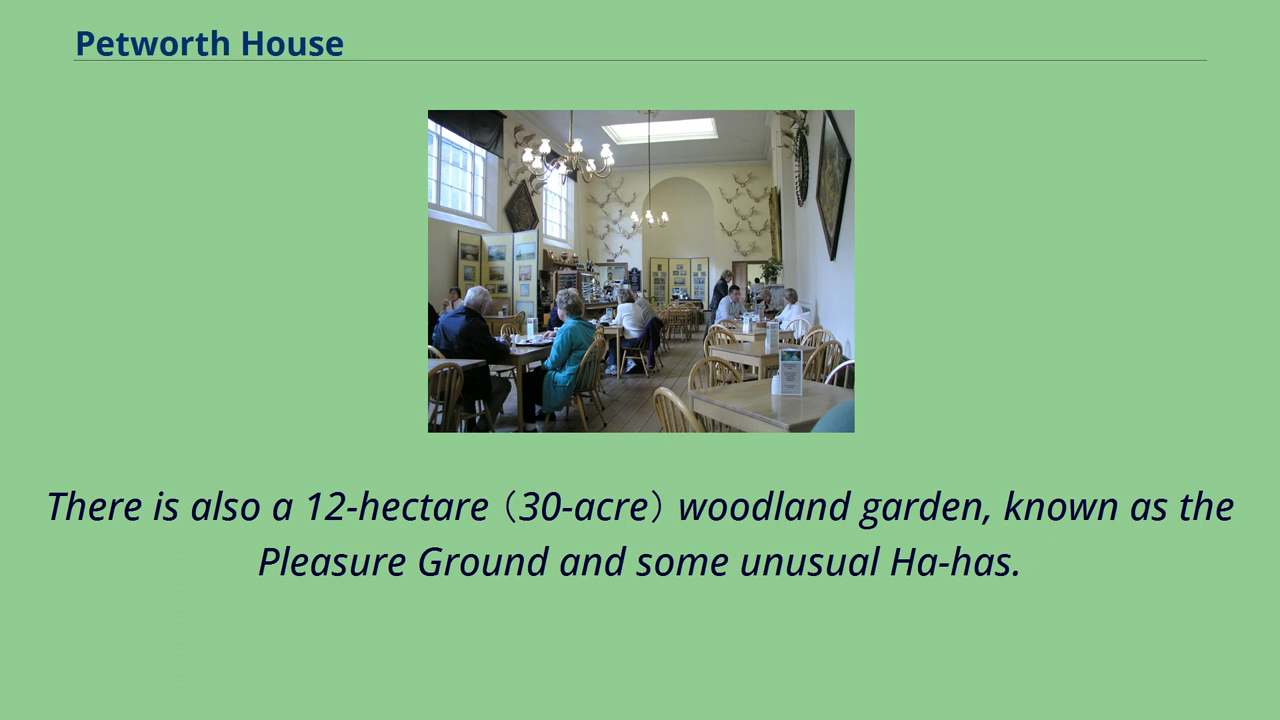 Petworth House
There is also a 12-hectare (30-acre) woodland garden, known as the
Pleasure Ground and some unusual Ha-has.